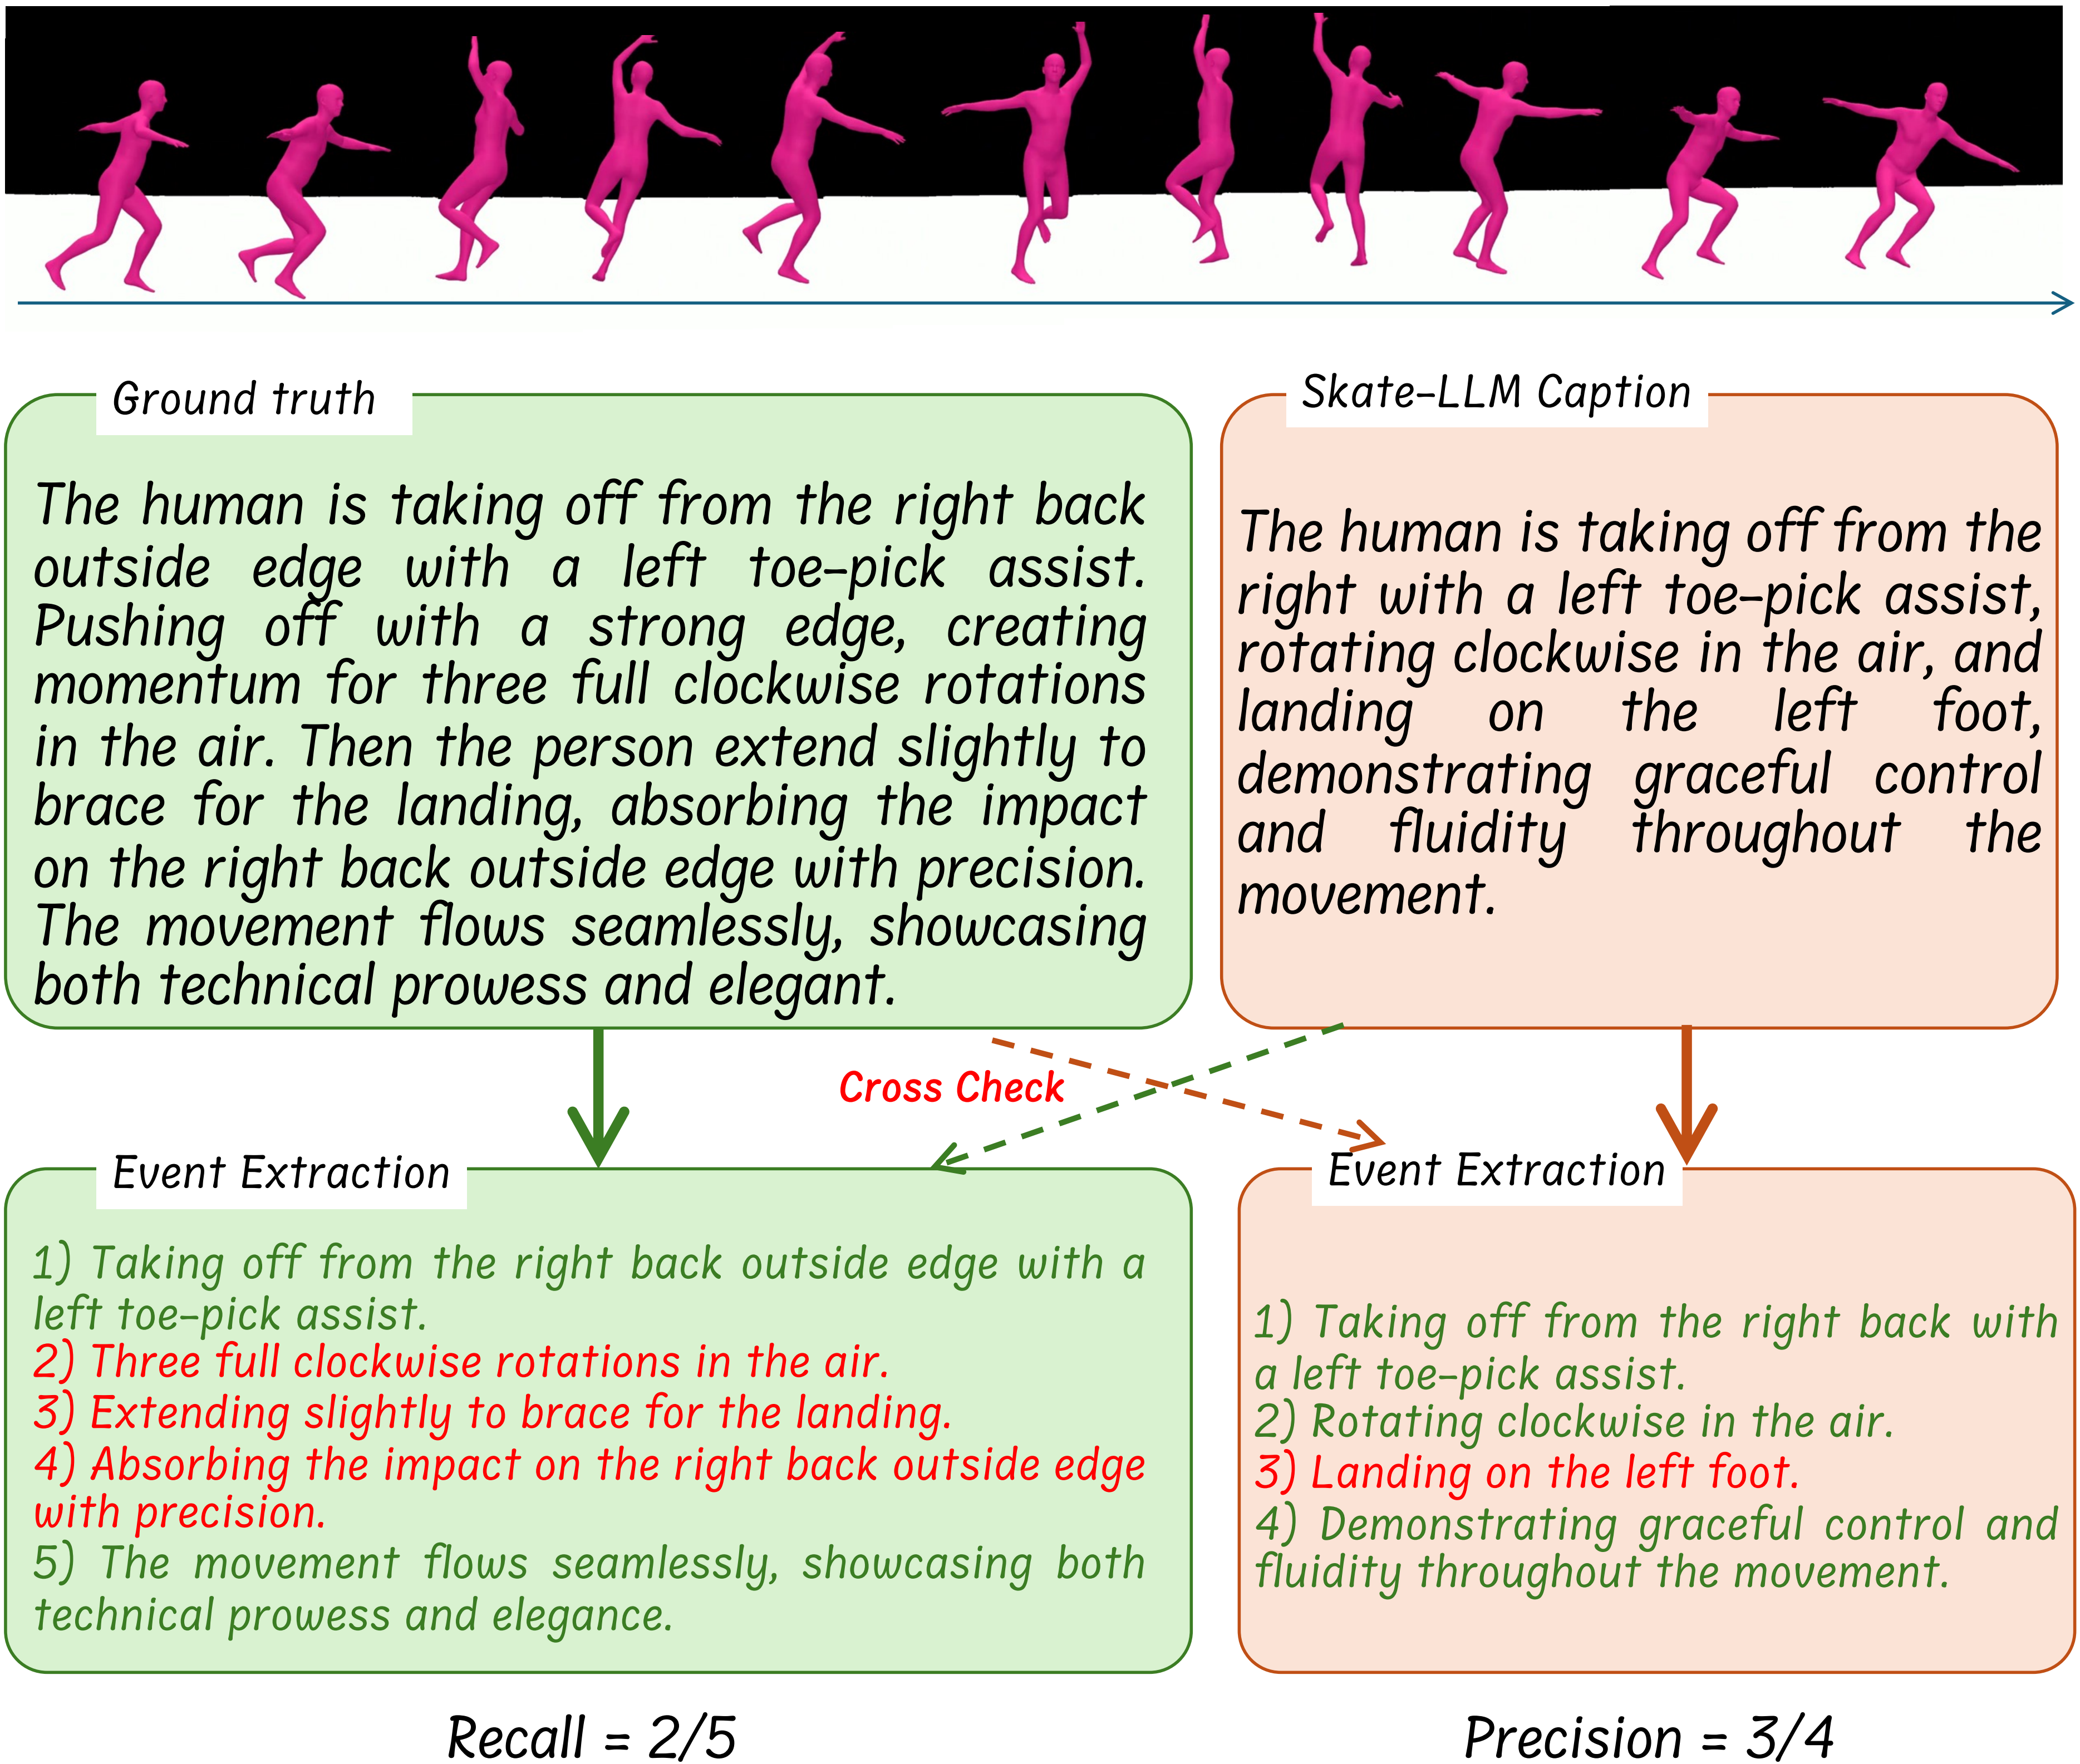 Ground truth
The human is taking off from the right back
outside edge with a left toe-pick assist.
Pushing off with a strong edge, creating
momentum for three full clockwise rotations
in the air. Then the person extend slightly to
brace for the landing, absorbing the impact
on the right back outside edge with precision.
The movement flows seamlessly, showcasing
both technical prowess and elegant.
Skate-LLM Caption
The human is taking off from the
right with a left toe-pick assist,
rotating clockwise in the air, and
landing on the left foot,
demonstrating graceful control
and fluidity throughout the
movement.
Cross Check
Event Extraction
1) Taking off from the right back outside edge with a
left toe-pick assist.
2) Three full clockwise rotations in the air.
3) Extending slightly to brace for the landing.
4) Absorbing the impact on the right back outside edge
with precision.
5) The movement flows seamlessly, showcasing both
technical prowess and elegance.
Event Extraction
1) Taking off from the right back with
a left toe-pick assist.
2) Rotating clockwise in the air.
3) Landing on the left foot.
4) Demonstrating graceful control and
fluidity throughout the movement.
Recall = 2/5
Precision = 3/4